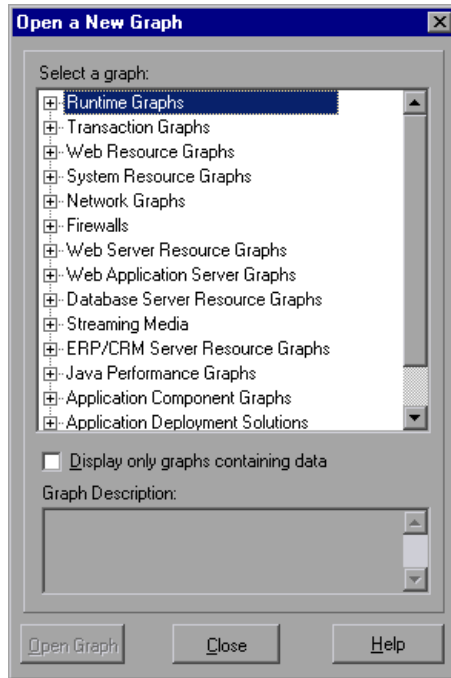 Open a New Graph
Select a graph:
Runtime Graphs
Transaction Graphs
Web Resource Graphs
System Resource Graphs
Network Graphs
Firewalls
Web Server Resource Graphs
Web Application Server Graphs
Database Server Resource Graphs
Streaming Media
ERP/CRM Server Resource Graphs
Java Performance Graphs
Application Component Graphs
Application Deployment Solutions
Display only graphs containing data
Graph Description:
Open Graph Close Help